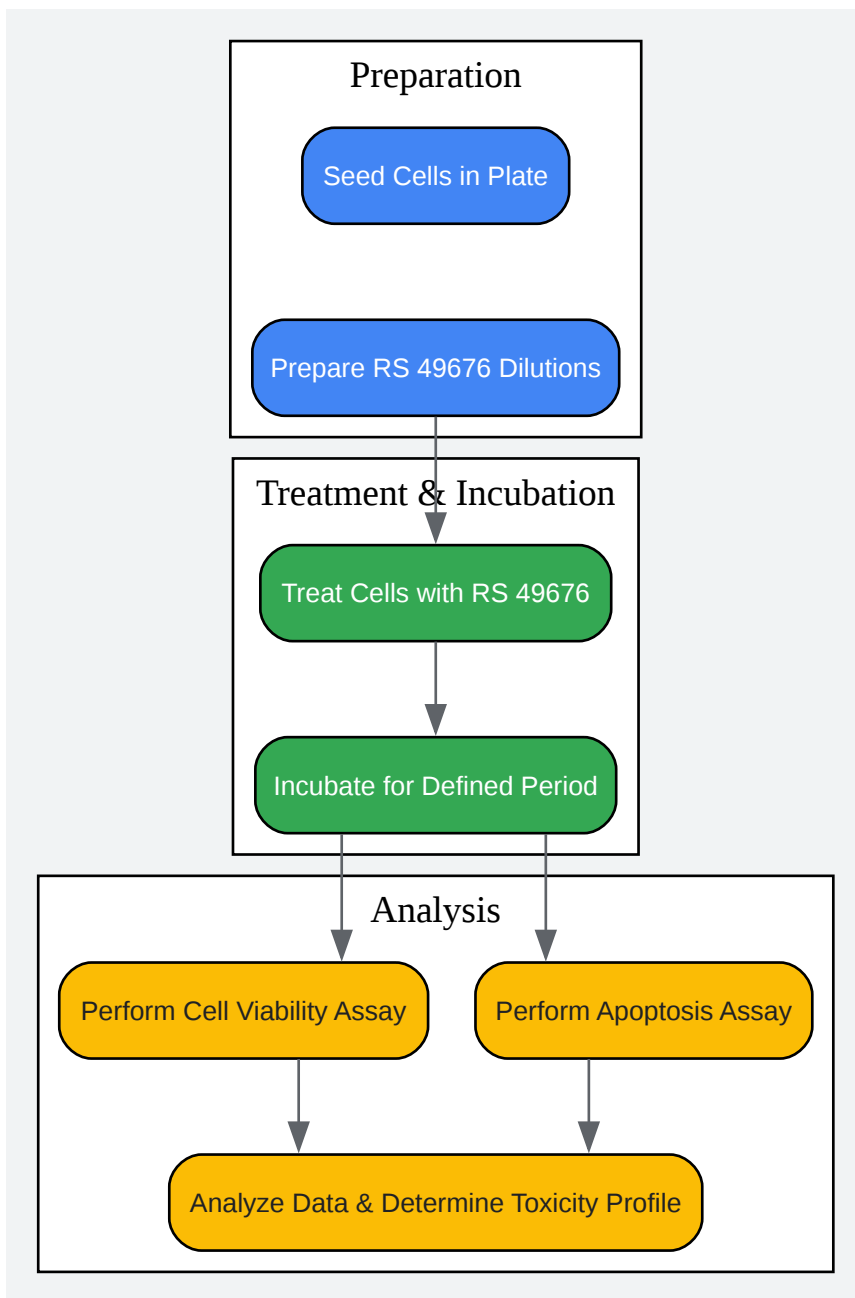 Preparation
Seed Cells in Plate
Prepare RS 49676 Dilutions
Treatment & Incubation
Treat Cells with RS 49676
Incubate for Defined Period
Analysis
Perform Cell Viability Assay
Perform Apoptosis Assay
Analyze Data & Determine Toxicity Profile